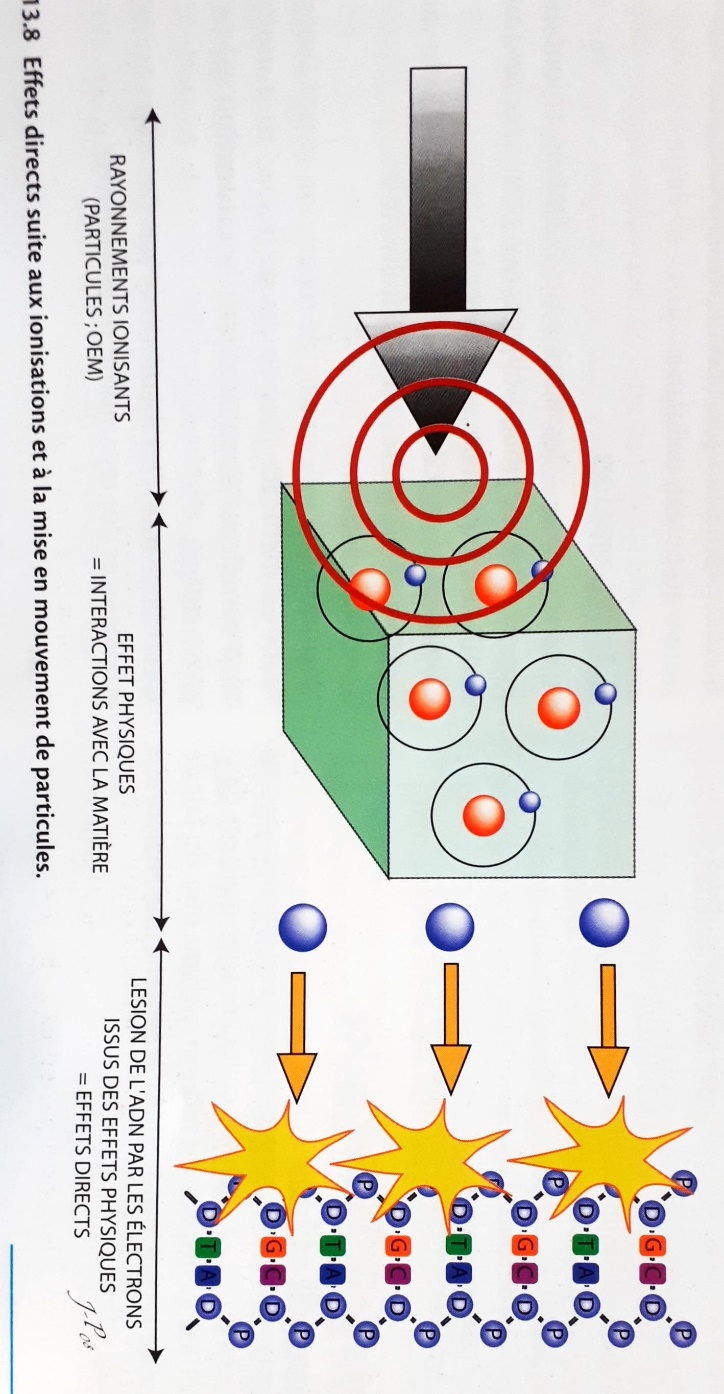 P P
D G C D
P
D T A D
P P
D G C D
P
D T A D
P
D G C D
P P
D T A D
P
D G C D
P
D T A D
RAYONNEMENTS IONISANTS
(PARTICULES ; OEM)
EFFET PHYSIQUES
= INTERACTIONS AVEC LA MATIÈRE
LESION DE L'ADN PAR LES ÉLECTRONS
ISSUS DES EFFETS PHYSIQUES
= EFFETS DIRECTS
13.8 Effets directs suite aux ionisations et à la mise en mouvement de particules.